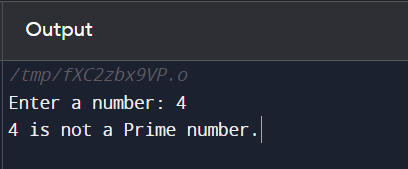 Output
/tmp/fXC2zbx9VP.o
Enter a number: 4
4 is not a Prime number.